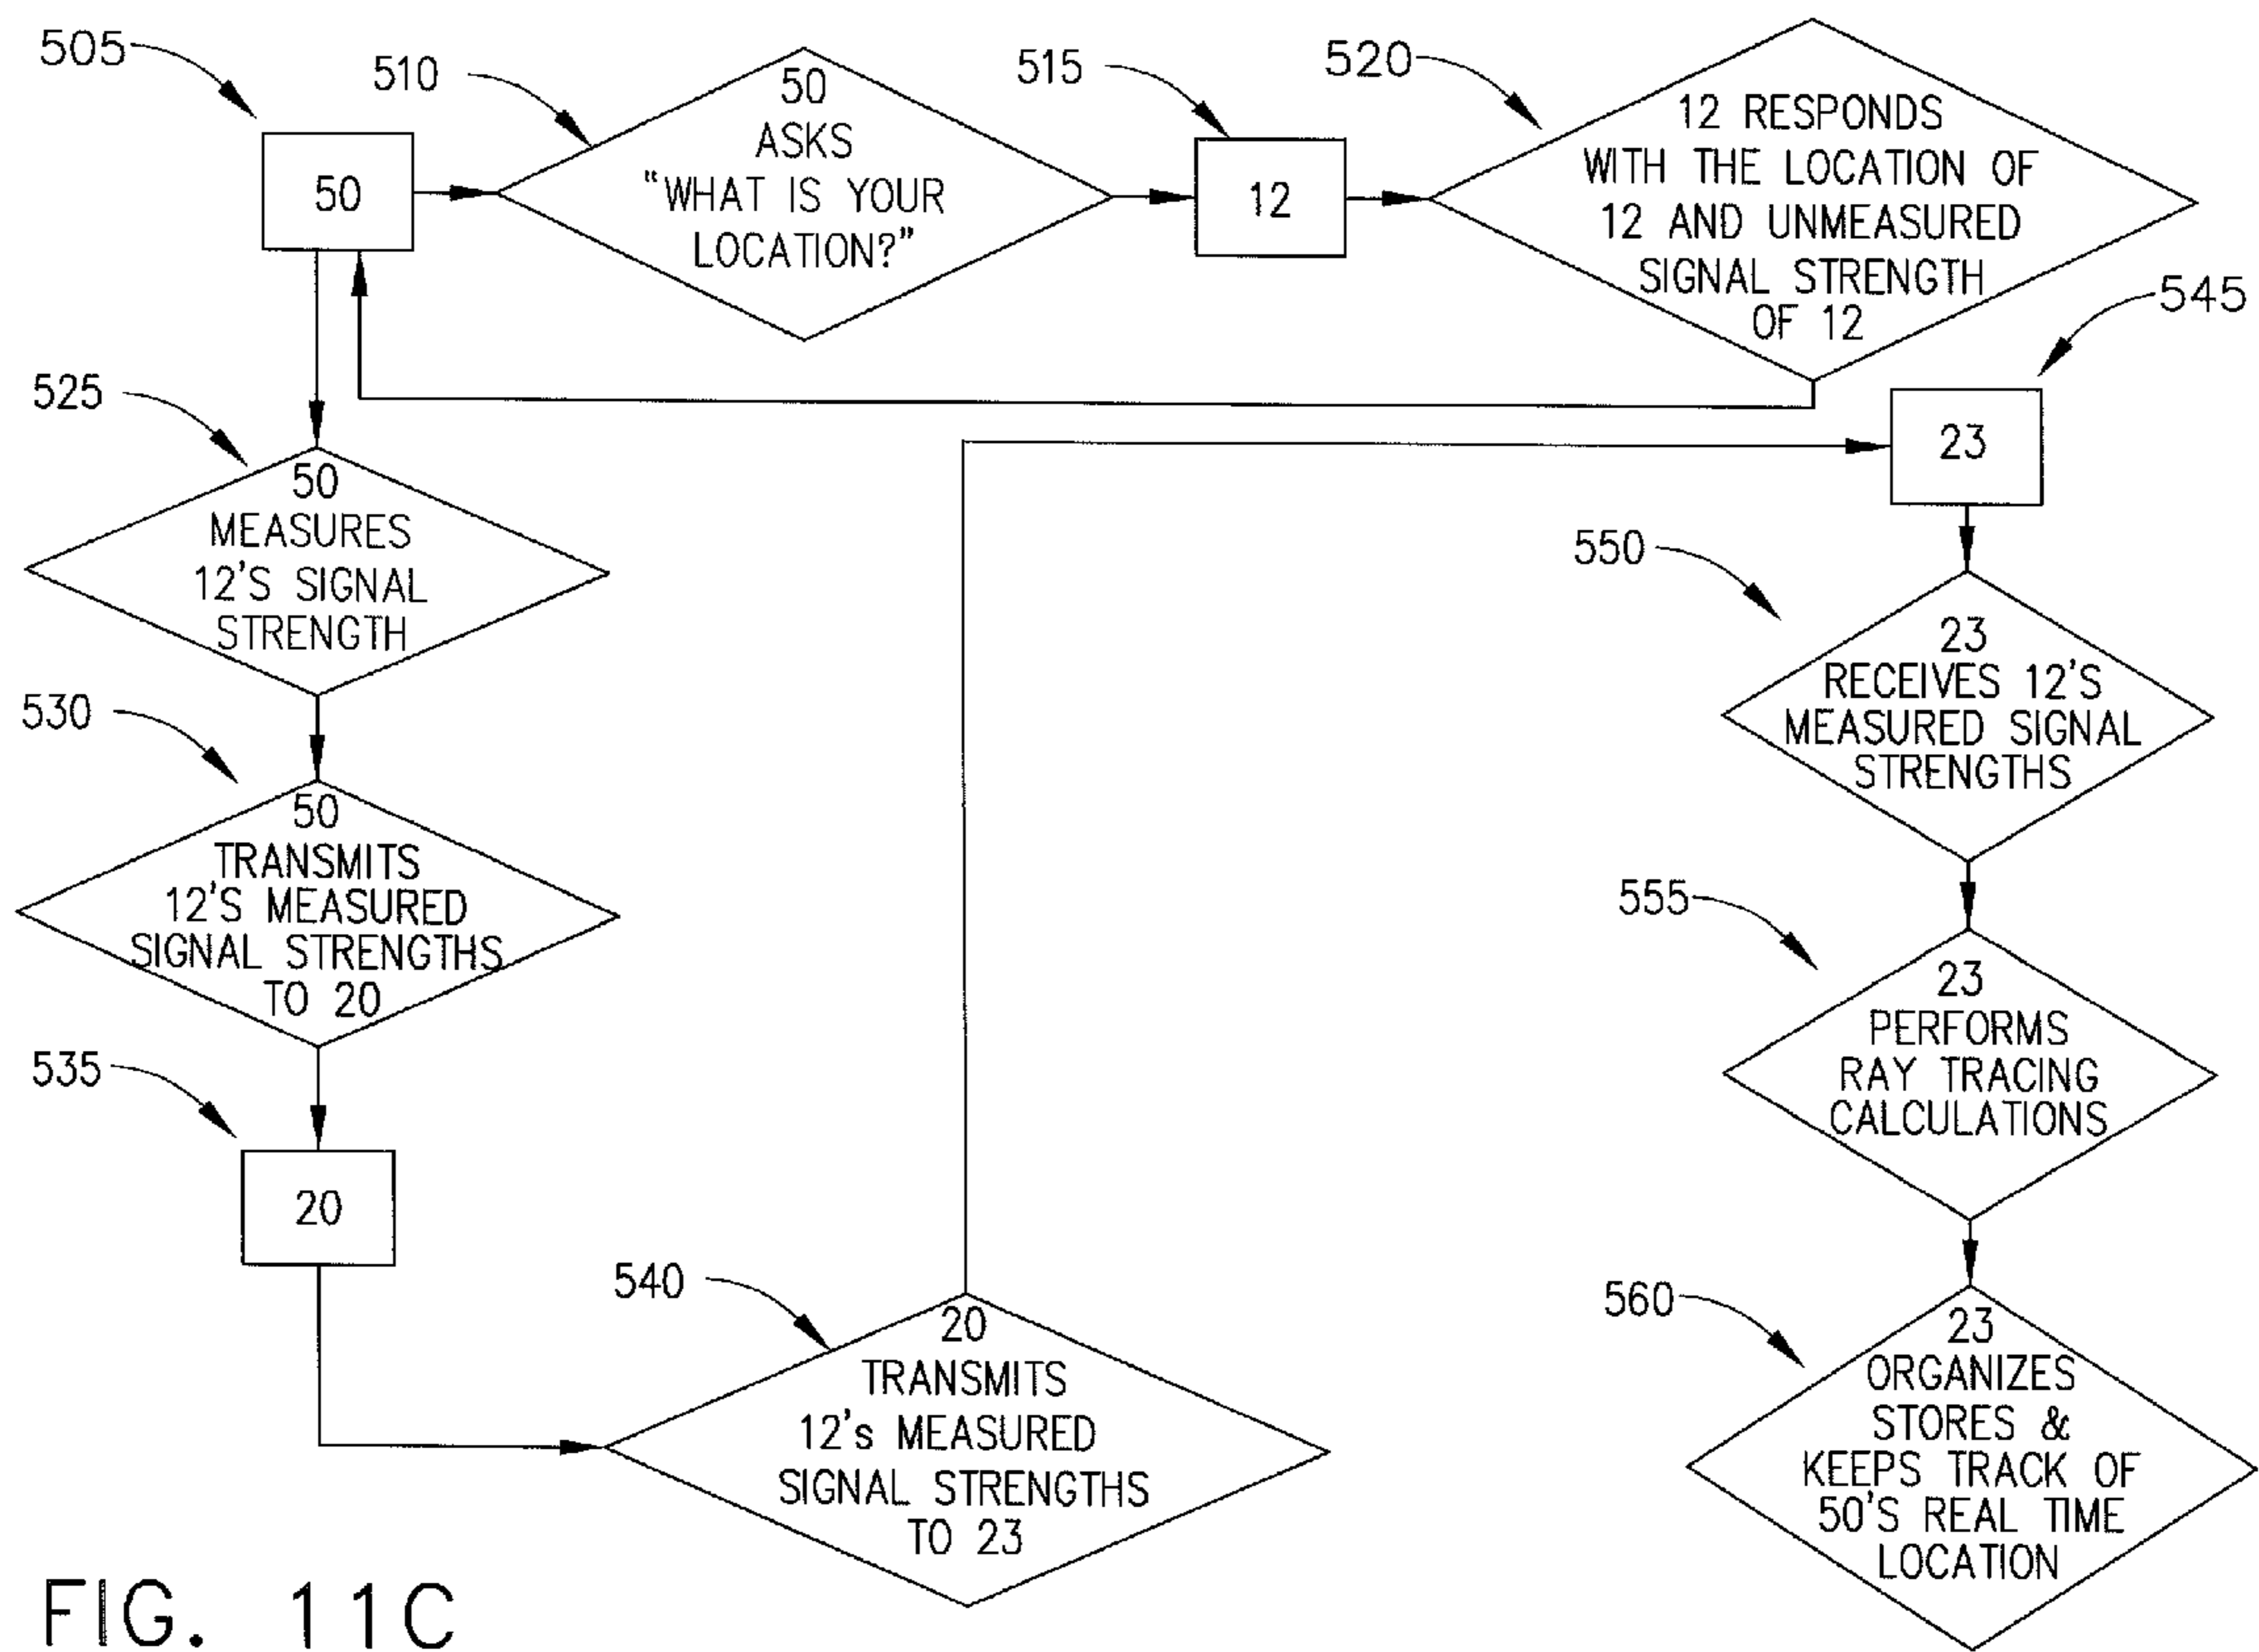 505
510
50
ASKS
"WHAT IS YOUR
LOCATION?"
515
520
12 RESPONDS
WITH THE LOCATION OF
12 AND UNMEASURED
SIGNAL STRENGTH
OF 12
50
12
545
23
525
50
MEASURES
12'S SIGNAL
STRENGTH
530
50
TRANSMITS
12'S MEASURED
SIGNAL STRENGTHS
TO 20
535
20
540
20
TRANSMITS
12's MEASURED
SIGNAL STRENGTHS
TO 23
550
23
RECEIVES 12'S
MEASURED SIGNAL
STRENGTHS
555
23
PERFORMS
RAY TRACING
CALCULATIONS
560
23
ORGANIZES
STORES &
KEEPS TRACK OF
50'S REAL TIME
LOCATION
FIG. 11C